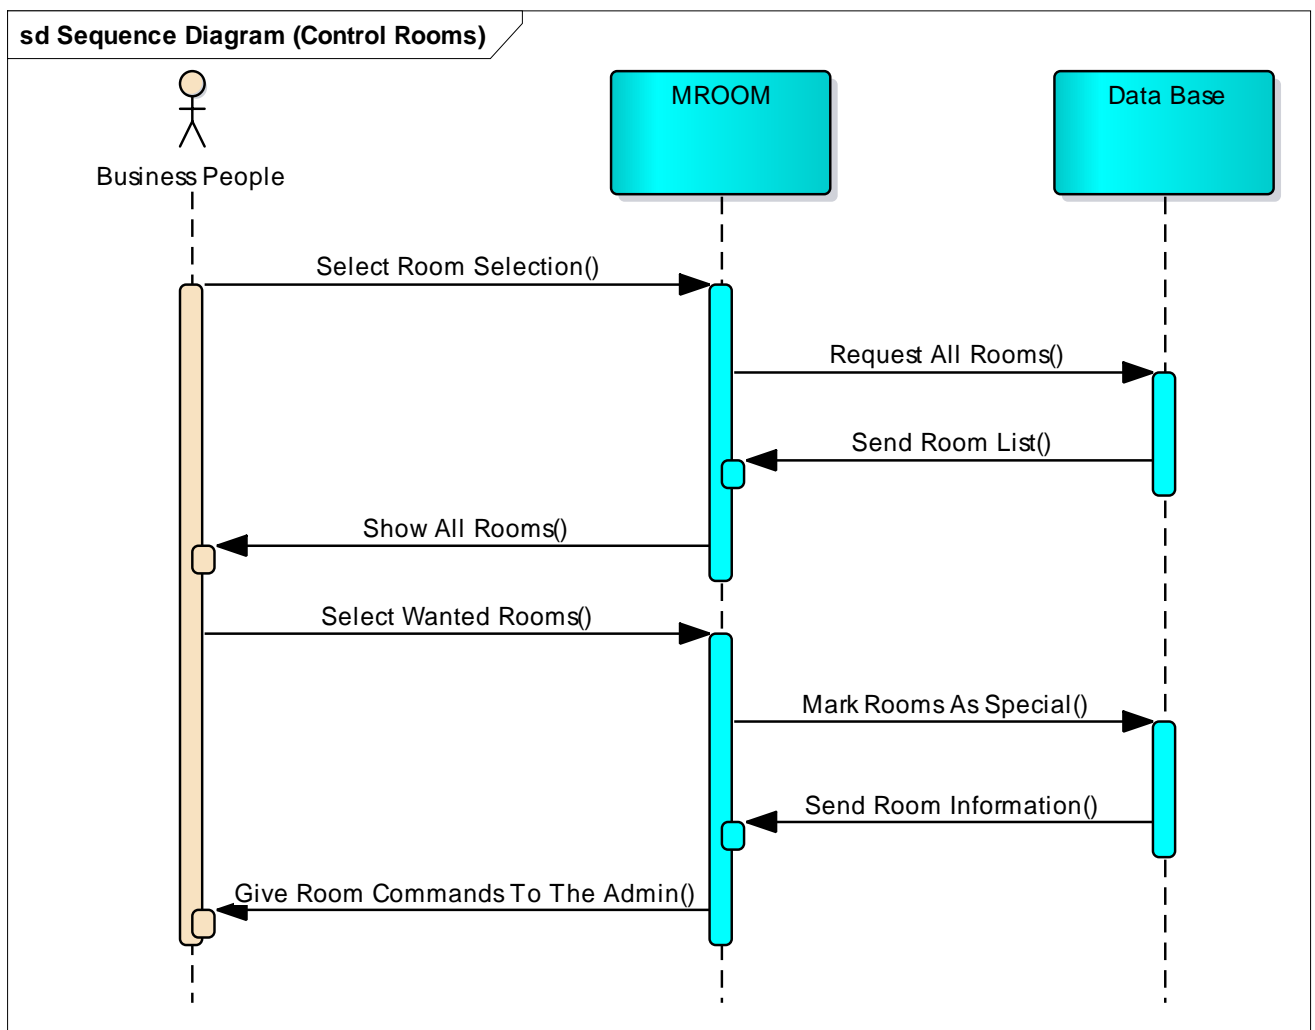 sd Sequence Diagram (Control Rooms)
Business People
MROOM
Data Base
Select Room Selection()
Request All Rooms()
Send Room List()
Show All Rooms()
Select Wanted Rooms()
Mark Rooms As Special()
Send Room Information()
Give Room Commands To The Admin()